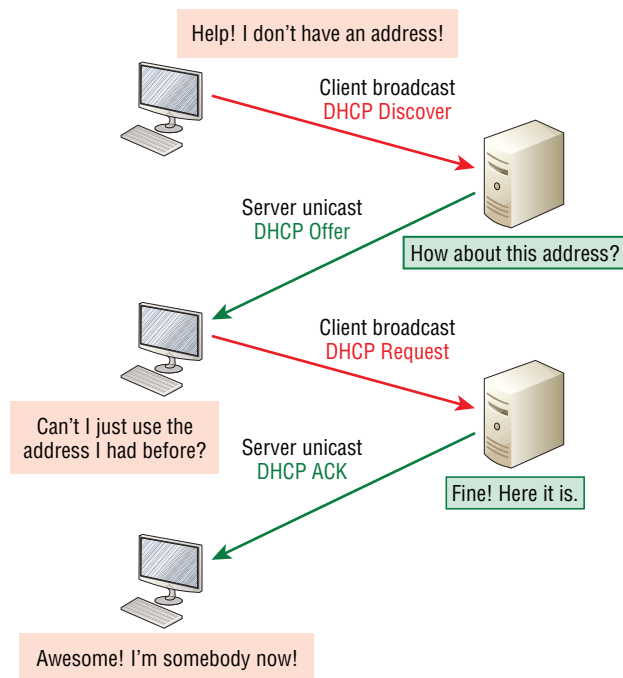 Help! I don't have an address!
Client broadcast
DHCP Discover
Server unicast
DHCP Offer
How about this address?
Client broadcast
DHCP Request
Can't I just use the
address I had before?
Server unicast
DHCP ACK
Fine! Here it is.
Awesome! I'm somebody now!